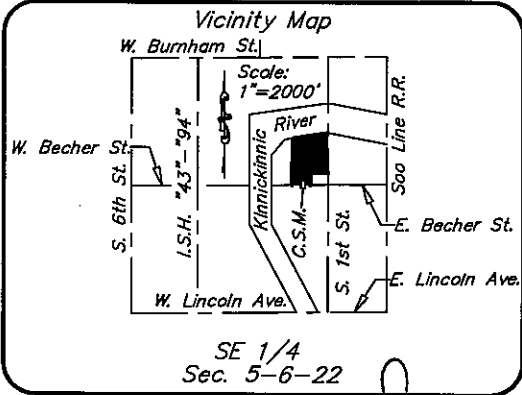 Vicinity Map
W. Burnham St.
Scale:
1"=2000'
River
W. Becher St.
S. 6th St.
I.S.H. "43"-"94"
Kinnickinnic
C.S.M.
S. 1st St.
Soo Line R.R.
E. Becher St.
W. Lincoln Ave.
E. Lincoln Ave.
SE 1/4
Sec. 5-6-22